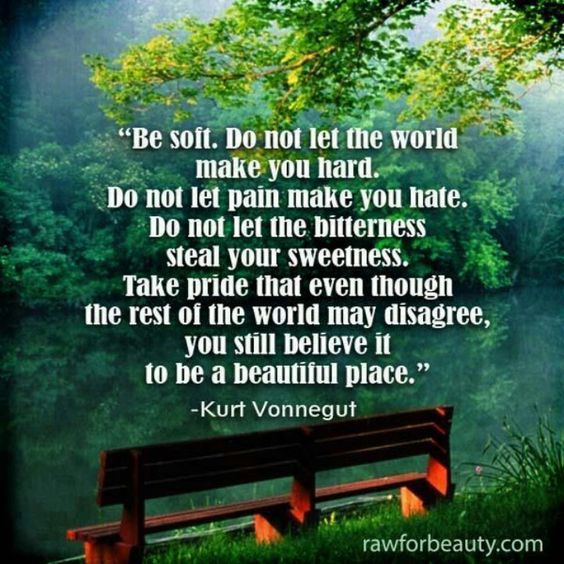 “Be soft. Do not let the world
make you hard.
Do not let pain make you hate.
Do not let the bitterness
steal your sweetness.
Take pride that even though
the rest of the world may disagree,
you still believe it
to be a beautiful place.”
-Kurt Vonnegut
rawforbeauty.com